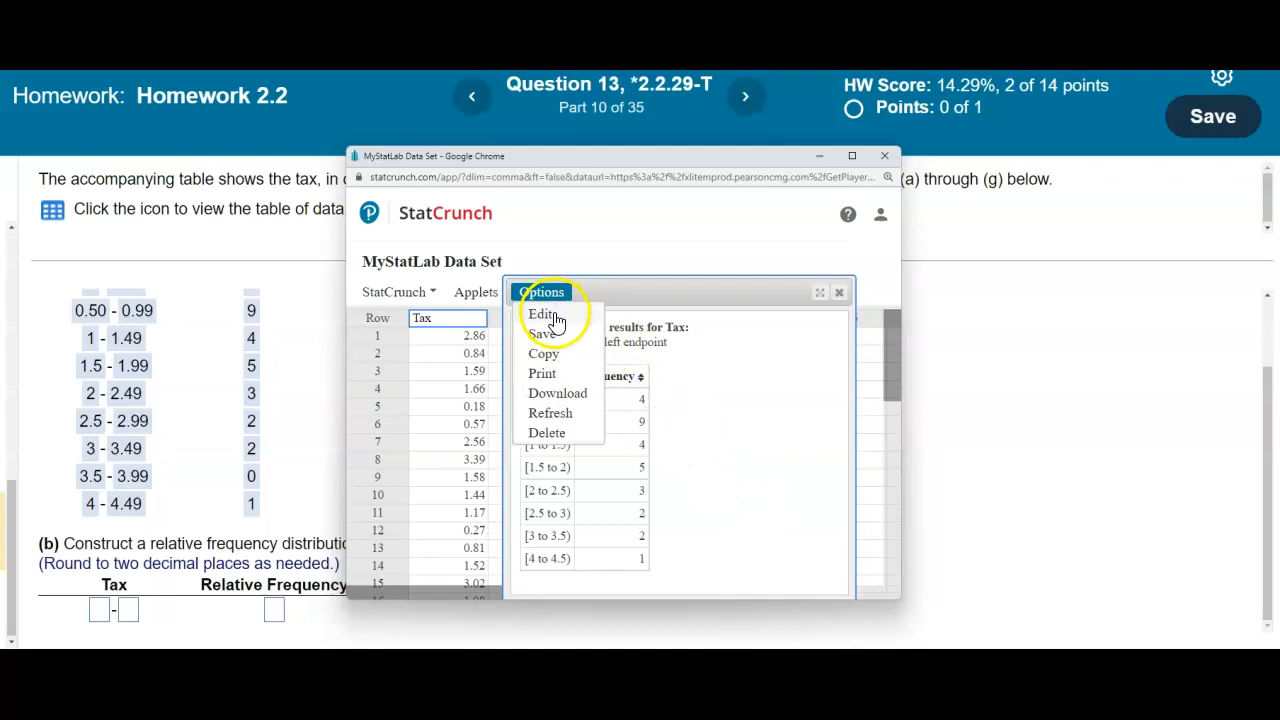 Homework: Homework 2.2
Question 13, *2.2.29-T
Part 10 of 35
HW Score: 14.29%, 2 of 14 points
Points: 0 of 1
Save
The accompanying table shows the tax, in
(a) through (g) below.
Click the icon to view the table of data.
0.50 - 0.99 9
1 - 1.49 4
1.5 - 1.99 5
2 - 2.49 3
2.5 - 2.99 2
3 - 3.49 2
3.5 - 3.99 0
4 - 4.49 1
(b) Construct a relative frequency
(Round to two decimal places as needed.)
Tax Relative Frequency
-
MyStatLab Data Set - Google Chrome
statcrunch.com/app/?dlim=comma&ft=false&dataurl=https%3a%2f%2fxlitemprod.pearsoncmg.com%2fGetPlayer...
StatCrunch
MyStatLab Data Set
StatCrunch Applets
Options
Edit
Save
Copy
Print
Download
Refresh
Delete
results for Tax:
left endpoint
Row Tax
1 2.86
2 0.84
3 1.59
4 1.66
5 0.18
6 0.57
7 2.56
8 3.39
9 1.58
10 1.44
11 1.17
12 0.27
13 0.81
14 1.52
15 3.02
4
9
[1 to 1.5) 4
[1.5 to 2) 5
[2 to 2.5) 3
[2.5 to 3) 2
[3 to 3.5) 2
[4 to 4.5) 1